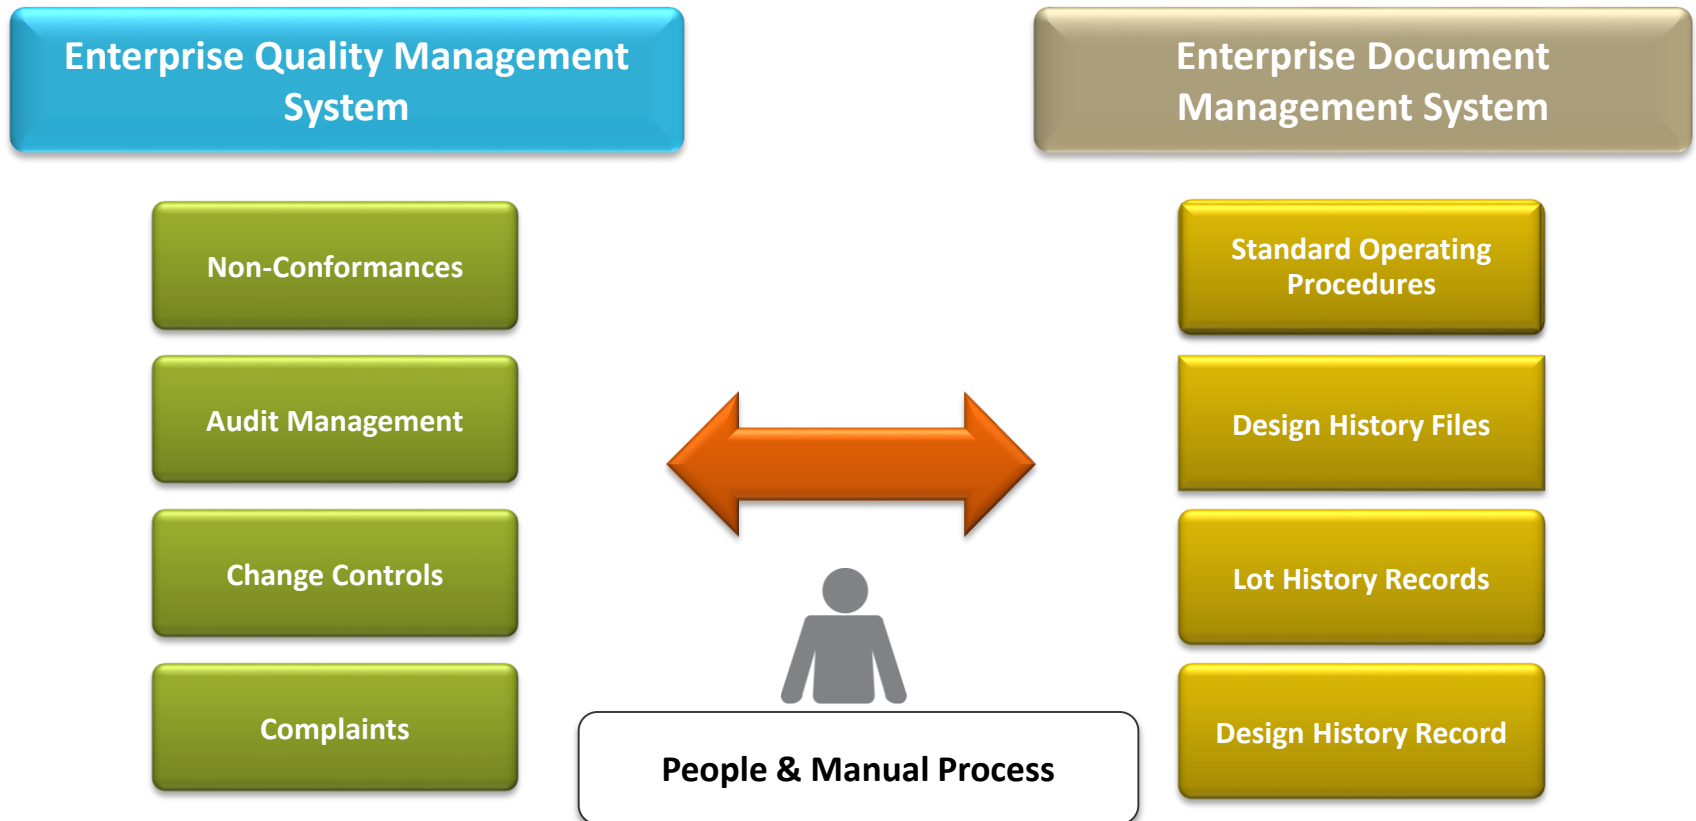 Enterprise Quality Management
System
Enterprise Document
Management System
Non-Conformances
Audit Management
Change Controls
Complaints
People & Manual Process
Standard Operating
Procedures
Design History Files
Lot History Records
Design History Record